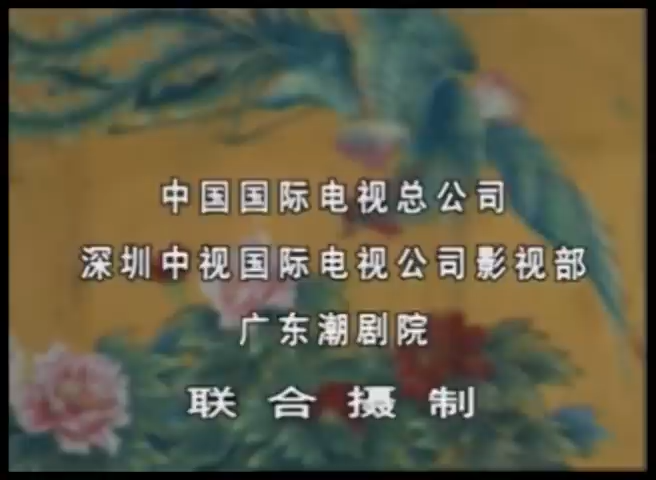 中国国际电视总公司
深圳中视国际电视公司影视部
广东潮剧院
联合摄制